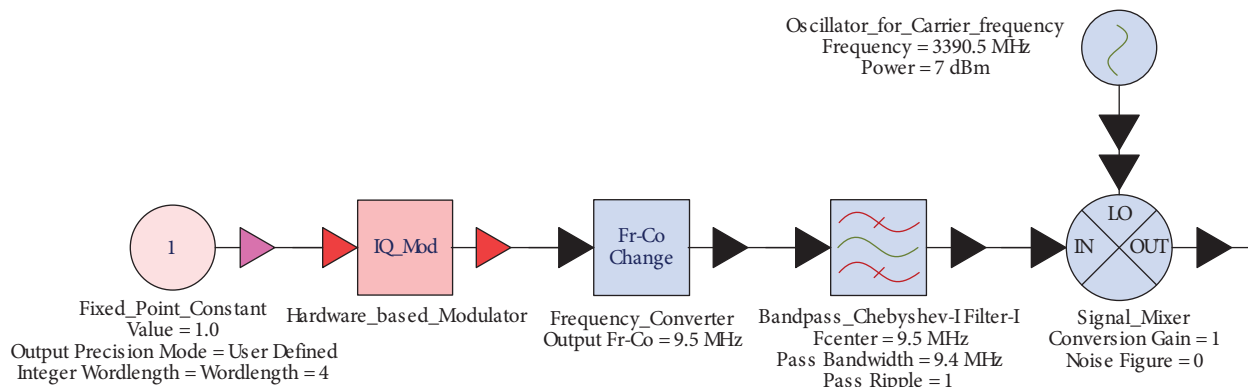 Oscillator_for_Carrier_frequency
Frequency = 3390.5 MHz
Power = 7 dBm
1
IQ_Mod
Fr-Co
Change
LO
IN
OUT
Fixed_Point_Constant
Value = 1.0
Output Precision Mode = User Defined
Integer Wordlength = Wordlength = 4
Hardware_based_Modulator
Frequency_Converter
Output Fr-Co = 9.5 MHz
Bandpass_Chebyshev-I Filter-I
Fcenter = 9.5 MHz
Pass Bandwidth = 9.4 MHz
Pass Ripple = 1
Signal_Mixer
Conversion Gain = 1
Noise Figure = 0